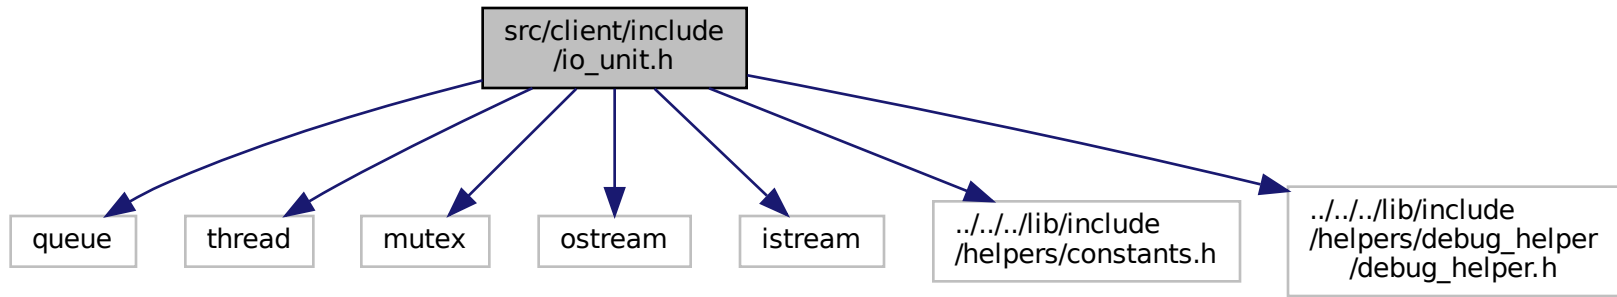 src/client/include
/io_unit.h
queue
thread
mutex
ostream
istream
../../../lib/include
/helpers/constants.h
../../../lib/include
/helpers/debug_helper
/debug_helper.h